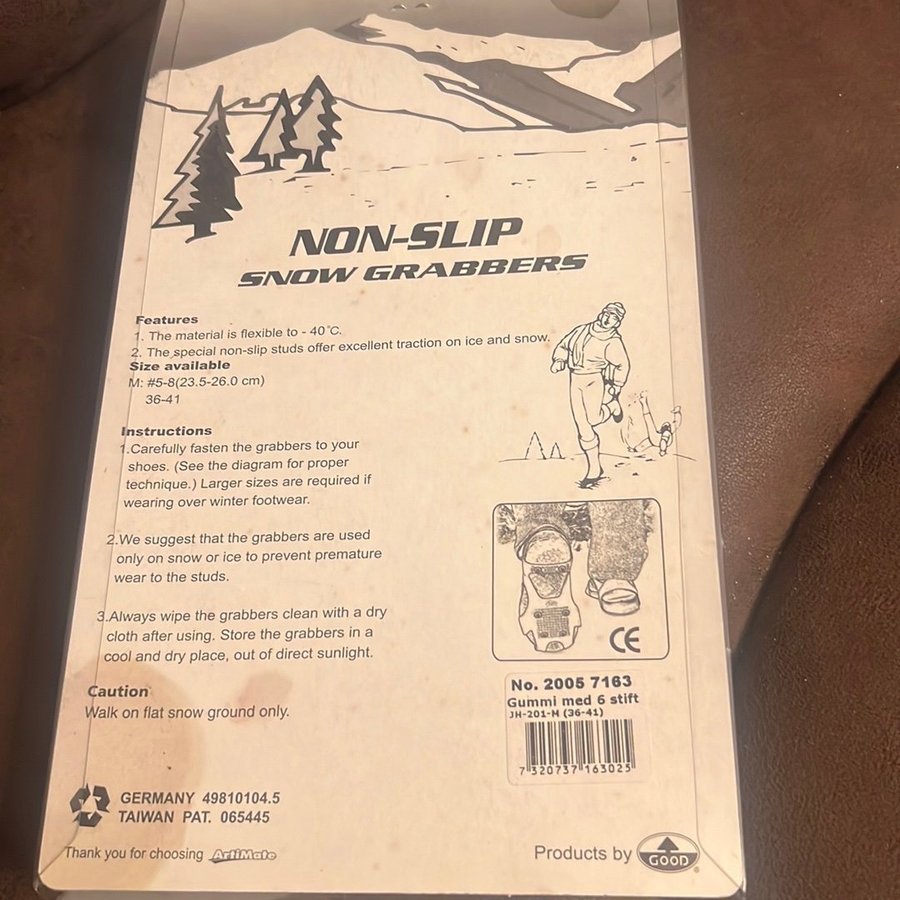 NON-SLIP
SNOW GRABBERS
Features
1. The material is flexible to - 40℃.
2. The special non-slip studs offer excellent traction on ice and snow.
Size available
M: #5-8(23.5-26.0 cm)
36-41
Instructions
1.Carefully fasten the grabbers to your
shoes. (See the diagram for proper
technique.) Larger sizes are required if
wearing over winter footwear.
2.We suggest that the grabbers are used
only on snow or ice to prevent premature
wear to the studs.
3.Always wipe the grabbers clean with a dry
cloth after using. Store the grabbers in a
cool and dry place, out of direct sunlight.
CE
No. 2005 7163
Gummi med 6 stift
JH-201-M (36-41)
7 320737 163025
Caution
Walk on flat snow ground only.
GERMANY 49810104.5
TAIWAN PAT. 065445
Thank you for choosing ArtiMate
Products by GOOD